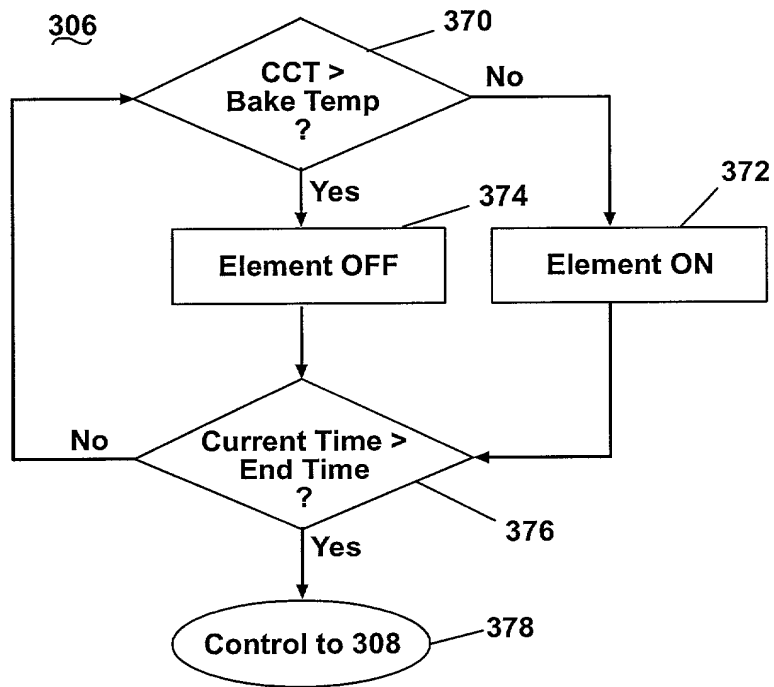 306
370
CCT >
Bake Temp
?
No
Yes
374
372
Element OFF
Element ON
No
Current Time >
End Time
?
376
Yes
Control to 308
378